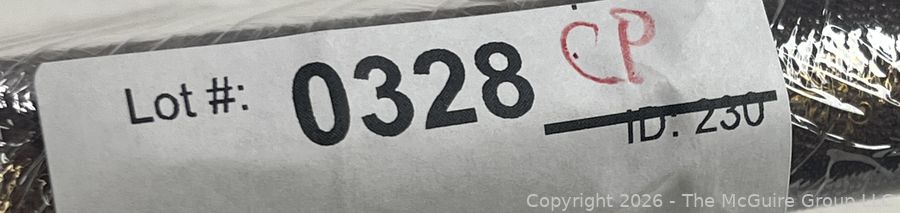 Lot #: 0328 CP
ID: 230
Copyright 2026 - The McGuire Group LLC